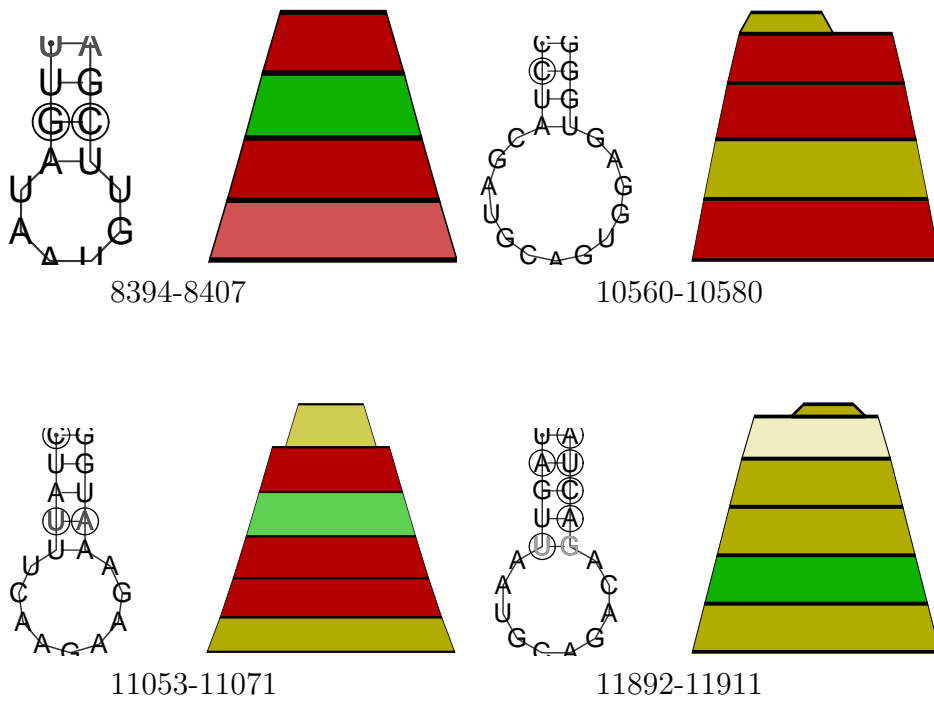 U A
U G
G C
A U
U U
A G
A U
8394-8407
C G
C G
U G
A U
C G
G A
A G
U G
G U
C A G
10560-10580
C G
U G
A U
U A
U A
U A
C G
A A
A G A
11053-11071
U A
A U
G C
U A
U G
A A
A C
U A
G G
C A
11892-11911